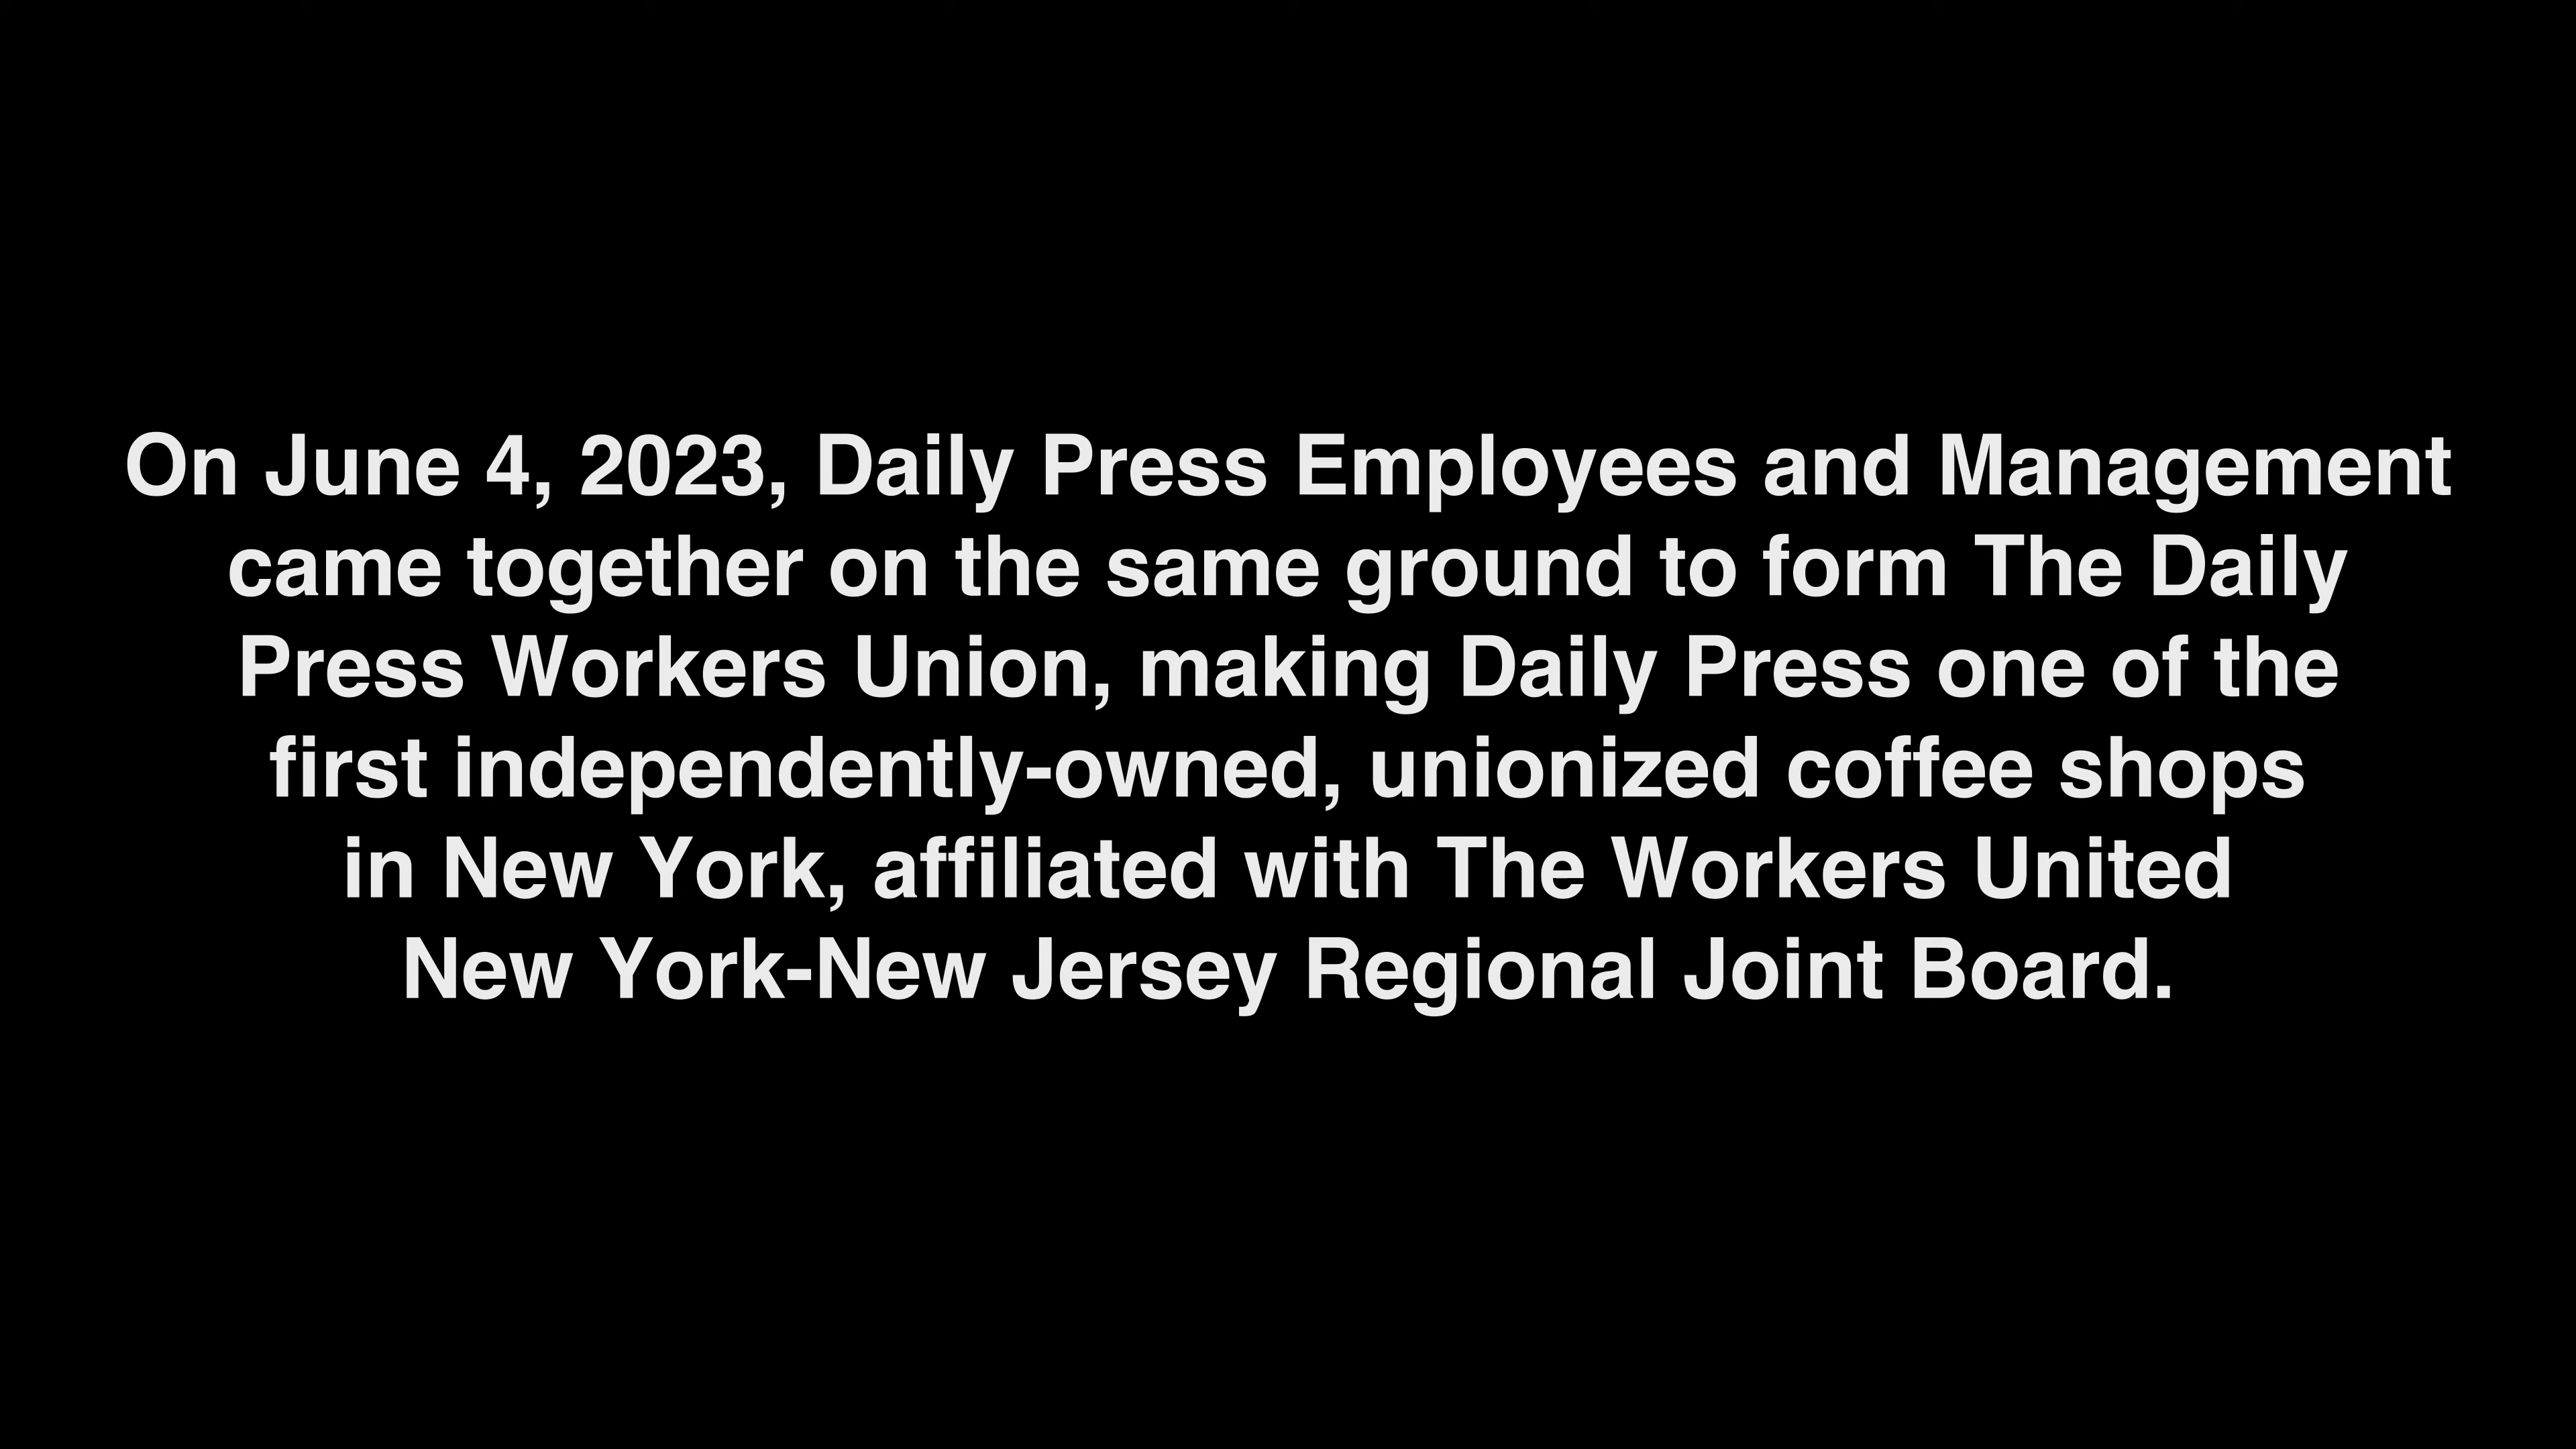 On June 4, 2023, Daily Press Employees and Management
came together on the same ground to form The Daily
Press Workers Union, making Daily Press one of the
first independently-owned, unionized coffee shops
in New York, affiliated with The Workers United
New York-New Jersey Regional Joint Board.